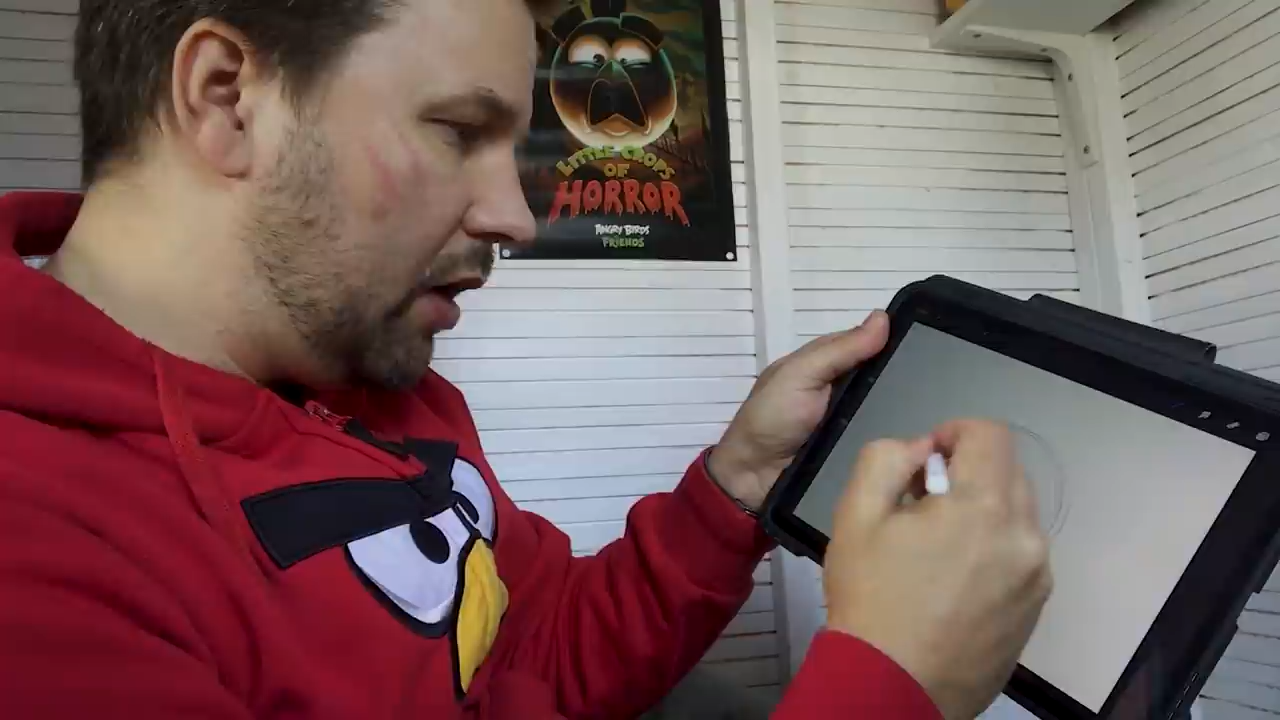 LITTLE CROPS
OF
HORROR
ANGRY BIRDS
FRIENDS